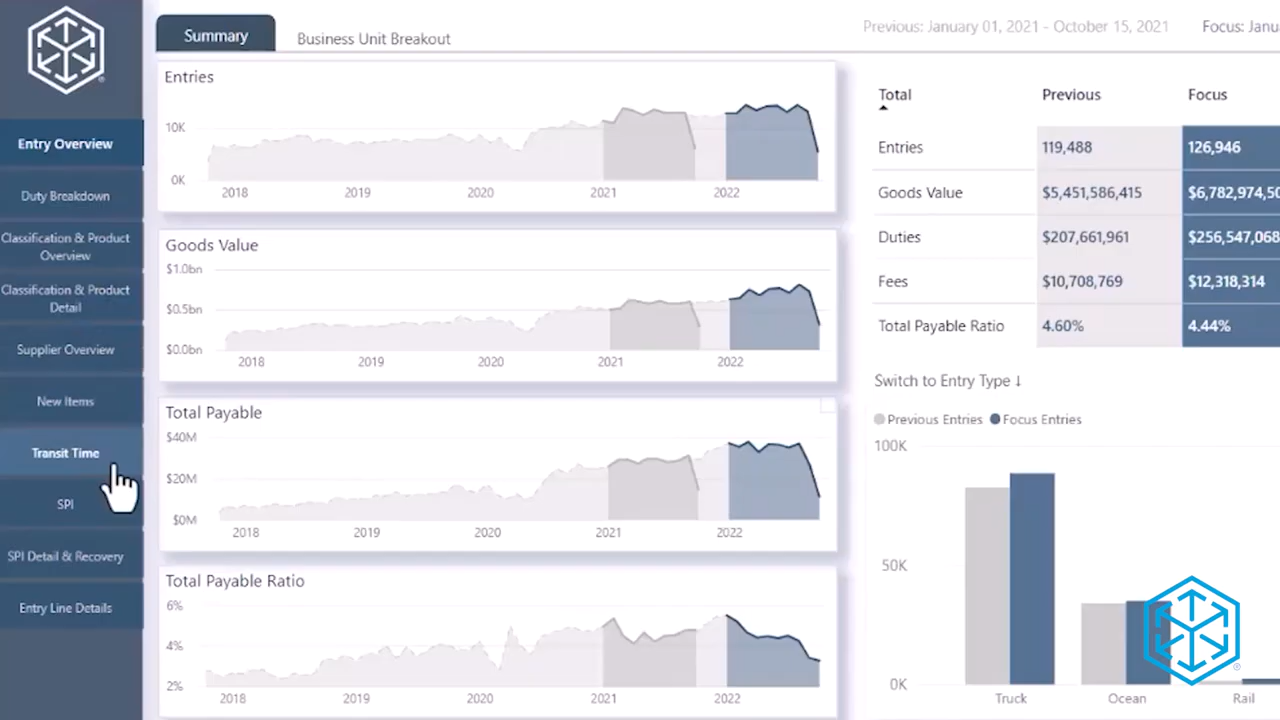 Summary
Business Unit Breakout
Previous: January 01, 2021 - October 15, 2021
Focus: Janu
Entry Overview
Duty Breakdown
Classification & Product
Overview
Classification & Product
Detail
Supplier Overview
New Items
Transit Time
SPI
SPI Detail & Recovery
Entry Line Details
Entries
10K
0K
2018 2019 2020 2021 2022
Goods Value
$1.0bn
$0.5bn
$0.0bn
2018 2019 2020 2021 2022
Total Payable
$40M
$20M
$0M
2018 2019 2020 2021 2022
Total Payable Ratio
6%
4%
2%
2018 2019 2020 2021 2022
Total Previous Focus
Entries 119,488 126,946
Goods Value $5,451,586,415 $6,782,974,50
Duties $207,661,961 $256,547,068
Fees $10,708,769 $12,318,314
Total Payable Ratio 4.60% 4.44%
Switch to Entry Type ↓
Previous Entries Focus Entries
100K
50K
0K
Truck Ocean Rail
®